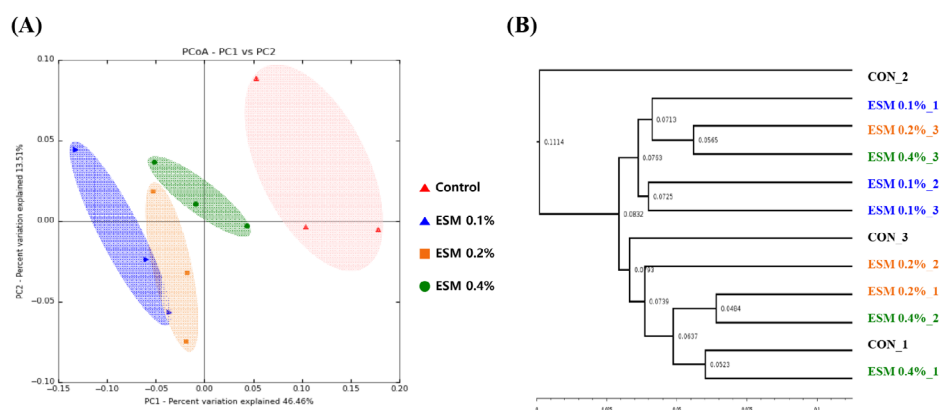 (A)
(B)
PCoA - PC1 vs PC2
0.10
0.05
0.00
−0.05
−0.10
−0.15
−0.10
−0.05
0.00
0.05
0.10
0.15
0.20
PC2 - Percent variation explained 13.51%
PC1 - Percent variation explained 46.46%
Control
ESM 0.1%
ESM 0.2%
ESM 0.4%
CON_2
ESM 0.1%_1
ESM 0.2%_3
ESM 0.4%_3
ESM 0.1%_2
ESM 0.1%_3
CON_3
ESM 0.2%_2
ESM 0.2%_1
ESM 0.4%_2
CON_1
ESM 0.4%_1
0.1114
0.0713
0.0565
0.0763
0.0725
0.0832
0.0793
0.0739
0.0484
0.0637
0.0523